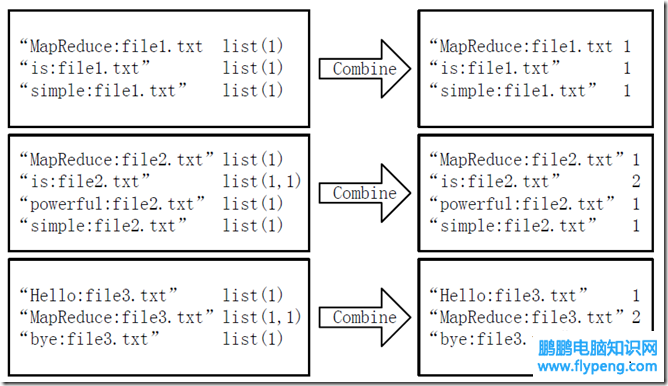 “MapReduce:file1.txt list(1)
“is:file1.txt” list(1)
“simple:file1.txt” list(1)
Combine
“MapReduce:file1.txt 1
“is:file1.txt” 1
“simple:file1.txt” 1
“MapReduce:file2.txt” list(1)
“is:file2.txt” list(1,1)
“powerful:file2.txt” list(1)
“simple:file2.txt” list(1)
Combine
“MapReduce:file2.txt” 1
“is:file2.txt” 2
“powerful:file2.txt” 1
“simple:file2.txt” 1
“Hello:file3.txt” list(1)
“MapReduce:file3.txt” list(1,1)
“bye:file3.txt” list(1)
Combine
“Hello:file3.txt” 1
“MapReduce:file3.txt” 2
“bye:file3.
鹏鹏电脑知识网
www.flypeng.com